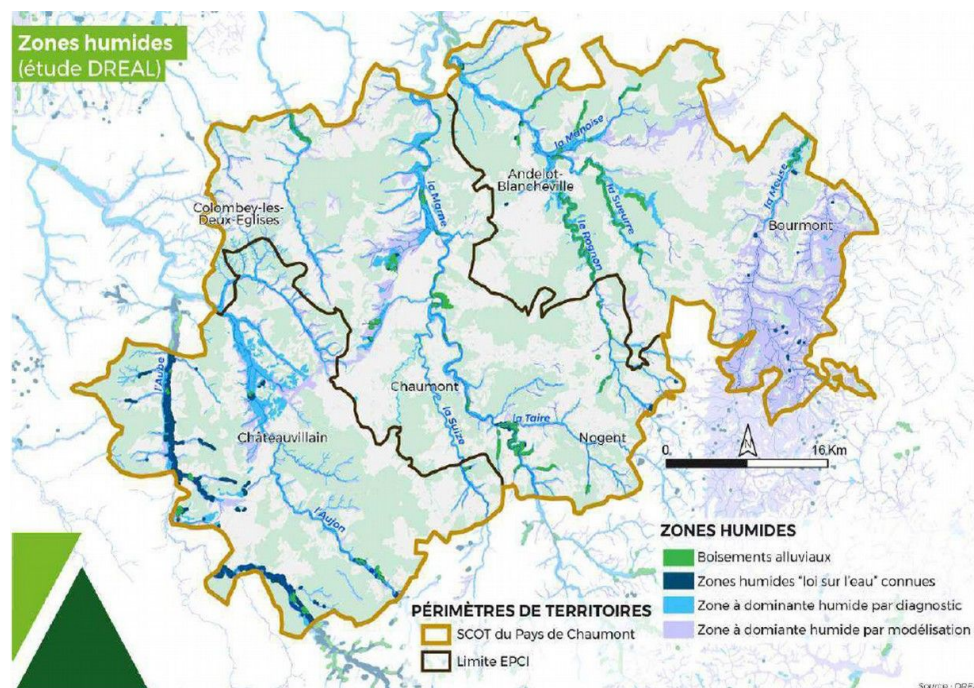 Zones humides
(étude DREAL)
la Manoise
Andelot-
Blancheville
la Sueurre
le Rognon
la Meuse
Bourmont
la Marne
Colombey-les-
Deux-Eglises
l'Aube
Chaumont
la Suize
la Taire
Nogent
Châteauvillain
l'Aujon
N
0
16 Km
ZONES HUMIDES
Boisements alluviaux
Zones humides "loi sur l'eau" connues
Zone à dominante humide par diagnostic
Zone à domiante humide par modélisation
PÉRIMÈTRES DE TERRITOIRES
SCOT du Pays de Chaumont
Limite EPCI
Source : DRE